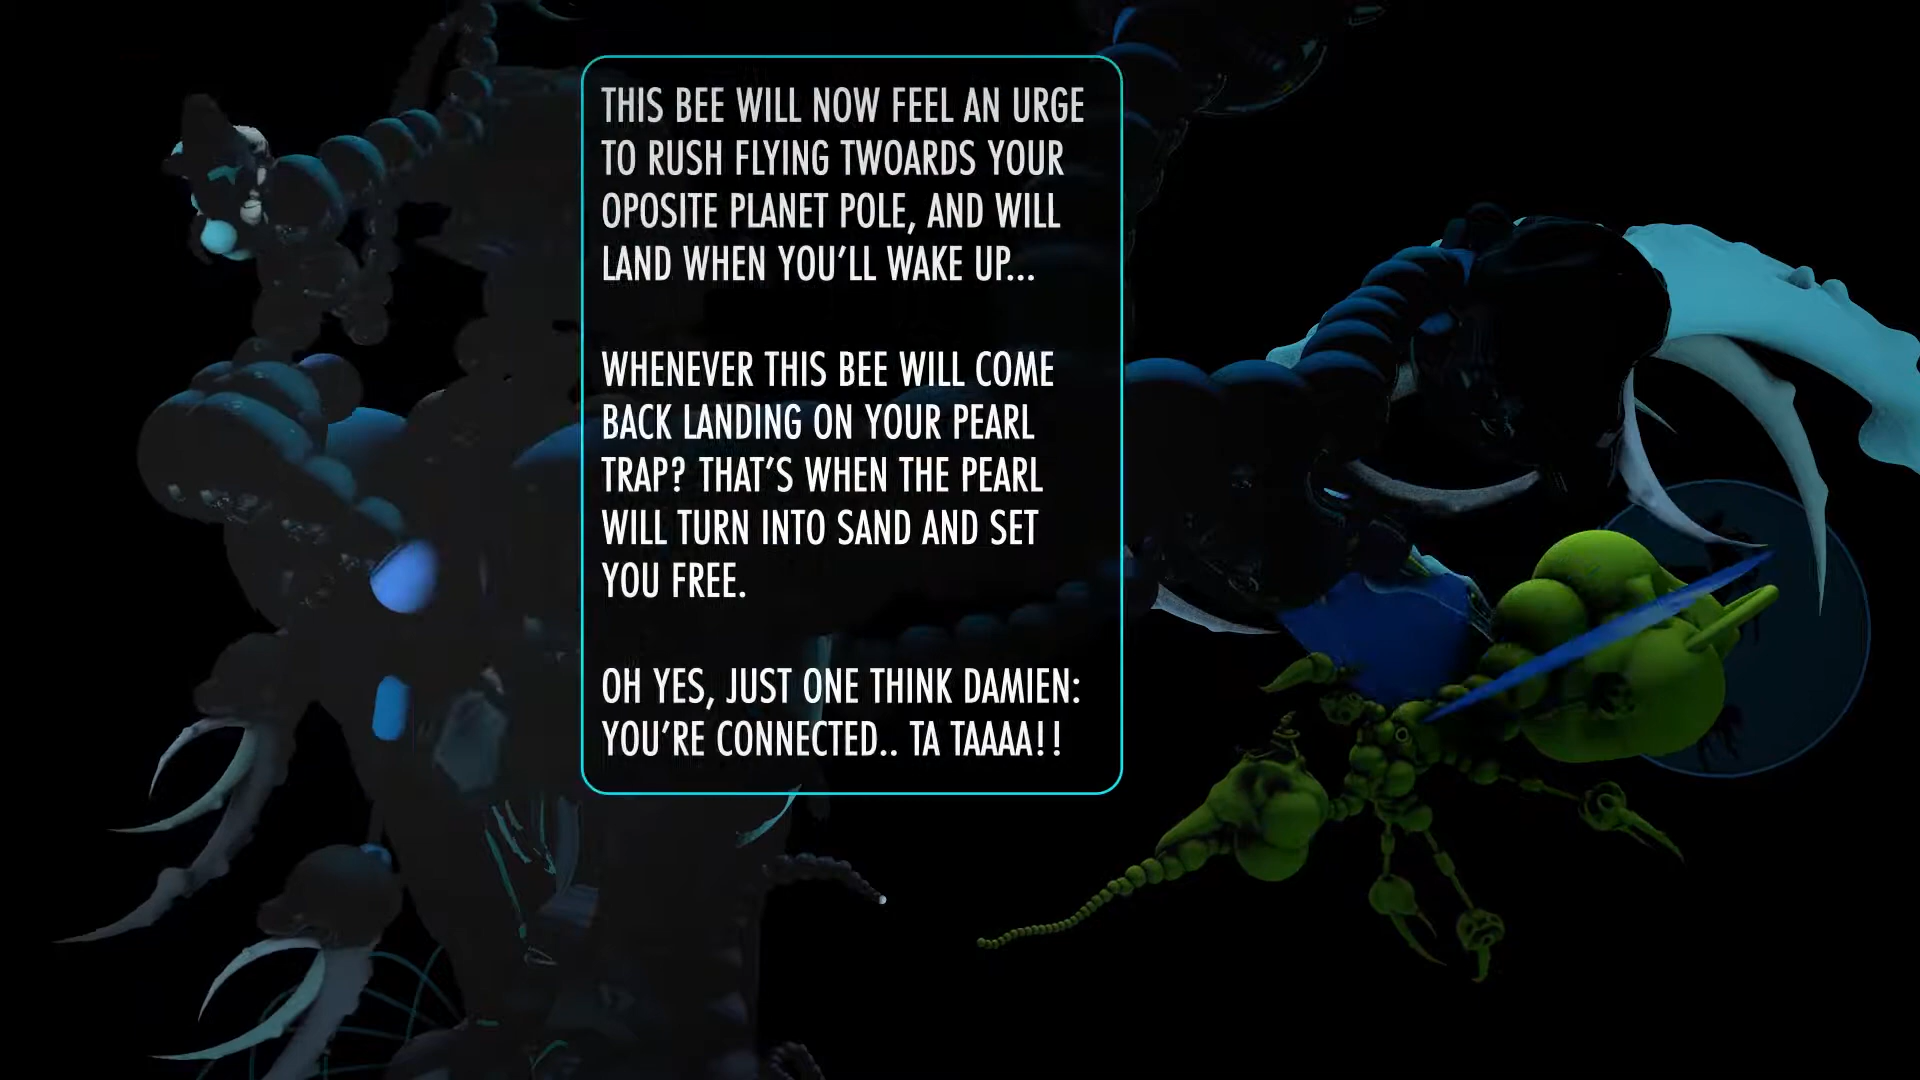 THIS BEE WILL NOW FEEL AN URGE
TO RUSH FLYING TWOARDS YOUR
OPOSITE PLANET POLE, AND WILL
LAND WHEN YOU'LL WAKE UP...
WHENEVER THIS BEE WILL COME
BACK LANDING ON YOUR PEARL
TRAP? THAT'S WHEN THE PEARL
WILL TURN INTO SAND AND SET
YOU FREE.
OH YES, JUST ONE THINK DAMIEN:
YOU'RE CONNECTED.. TA TAAAA!!